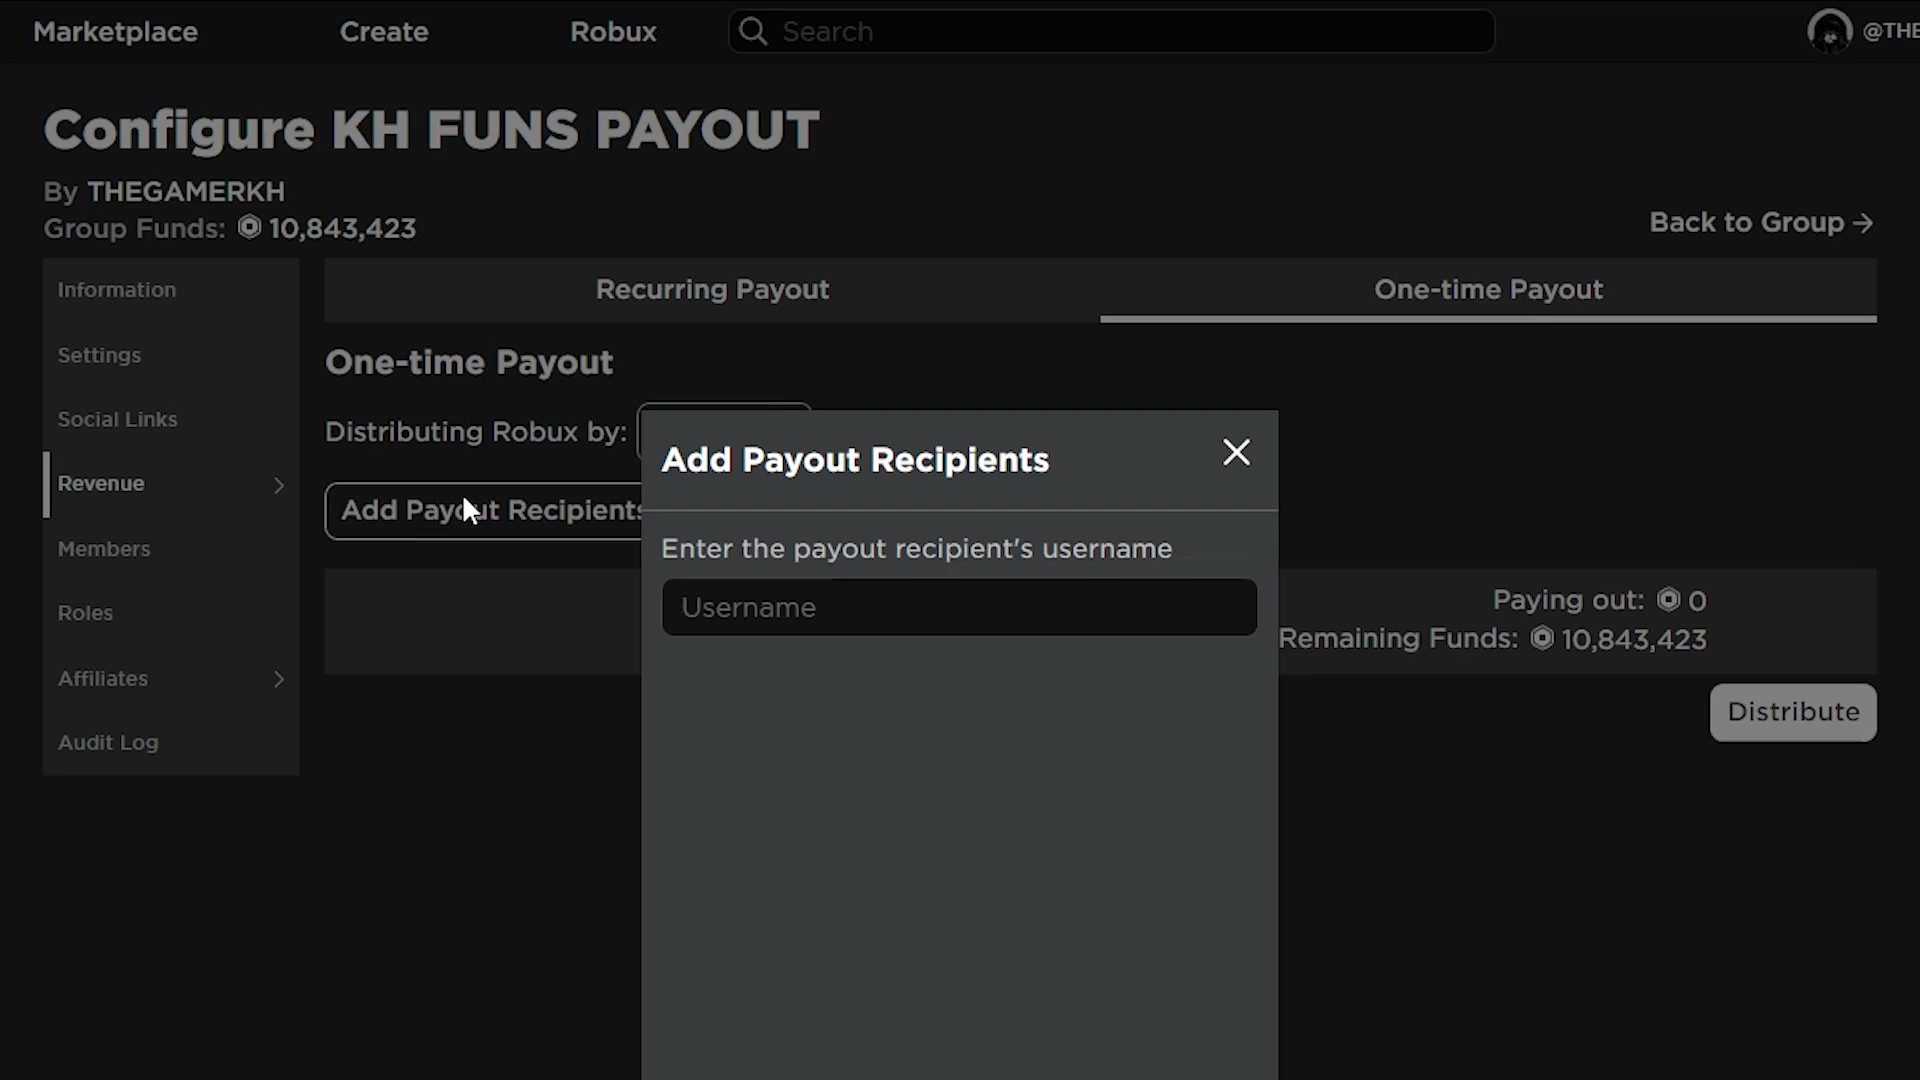 Marketplace
Create
Robux
Search
@THE
Configure KH FUNS PAYOUT
By THEGAMERKH
Group Funds: 10,843,423
Back to Group
Information
Settings
Social Links
Revenue
Members
Roles
Affiliates
Audit Log
Recurring Payout
One-time Payout
One-time Payout
Distributing Robux by:
Add Payout Recipients
Add Payout Recipients
Enter the payout recipient's username
Username
Paying out: 0
Remaining Funds: 10,843,423
Distribute